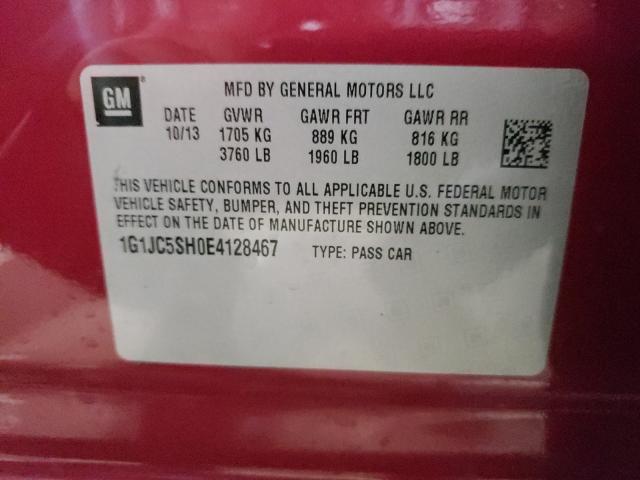 GM
MFD BY GENERAL MOTORS LLC
DATE GVWR GAWR FRT GAWR RR
10/13 1705 KG 889 KG 816 KG
3760 LB 1960 LB 1800 LB
THIS VEHICLE CONFORMS TO ALL APPLICABLE U.S. FEDERAL MOTOR
VEHICLE SAFETY, BUMPER, AND THEFT PREVENTION STANDARDS IN
EFFECT ON THE DATE OF MANUFACTURE SHOWN ABOVE.
1G1JC5SH0E4128467 TYPE: PASS CAR